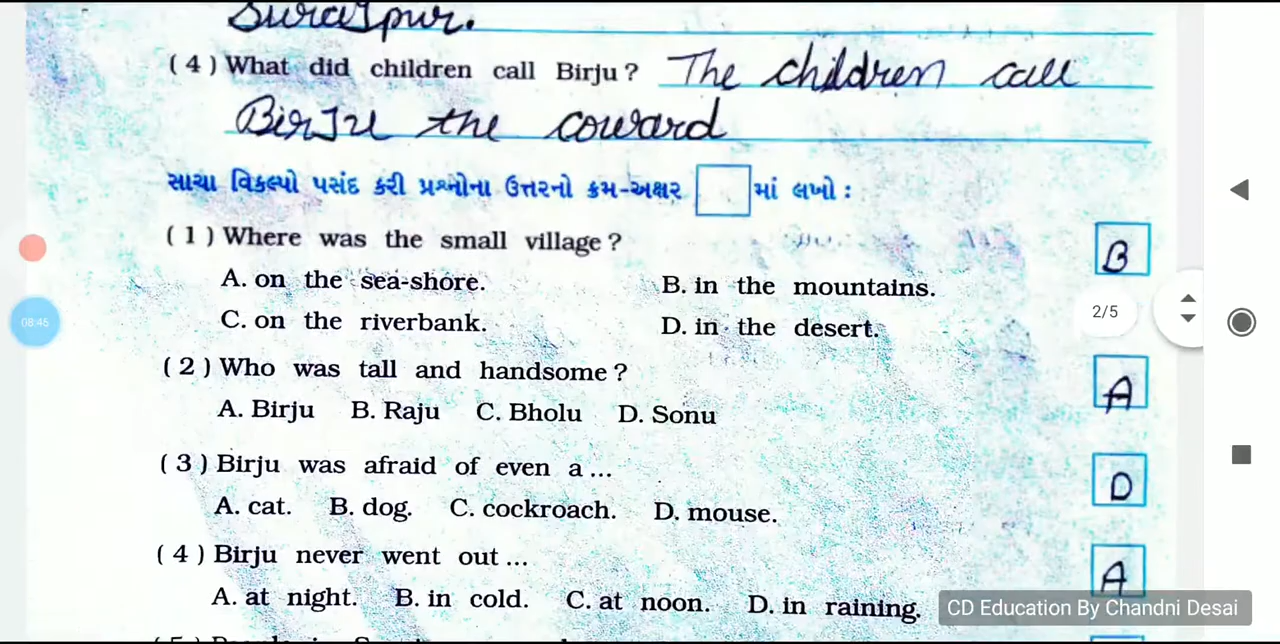 Surajpur.
( 4 ) What did children call Birju ? The children call
Birju the coward
સાચા વિકલ્પો પસંદ કરી પ્રશ્નોના ઉત્તરનો ક્રમ-અક્ષર માં લખો :
( 1 ) Where was the small village ? B
A. on the sea-shore. B. in the mountains.
C. on the riverbank. D. in the desert.
2/5
08:45
( 2 ) Who was tall and handsome ? A
A. Birju B. Raju C. Bholu D. Sonu
( 3 ) Birju was afraid of even a ... D
A. cat. B. dog. C. cockroach. D. mouse.
( 4 ) Birju never went out ... A
A. at night. B. in cold. C. at noon. D. in raining.
CD Education By Chandni Desai